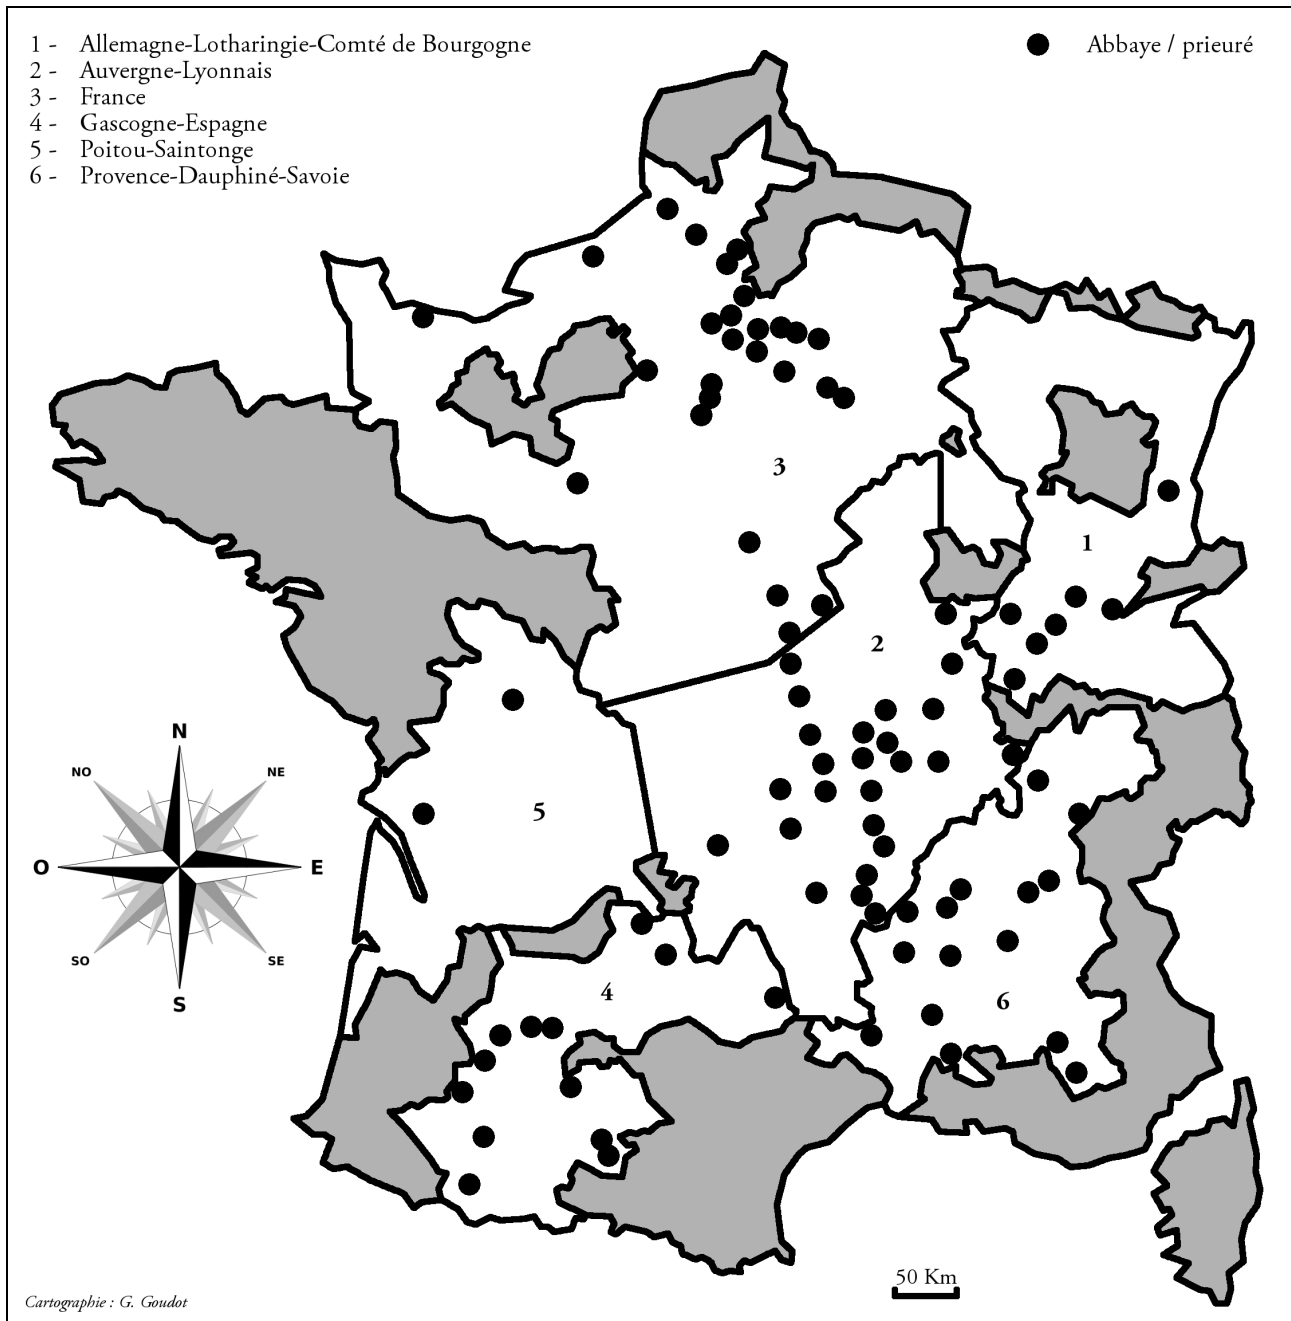 1 - Allemagne-Lotharingie-Comté de Bourgogne
2 - Auvergne-Lyonnais
3 - France
4 - Gascogne-Espagne
5 - Poitou-Saintonge
6 - Provence-Dauphiné-Savoie
Abbaye / prieuré
3
1
2
N
NO
NE
5
O
E
SO
SE
4
6
S
50 Km
Cartographie : G. Goudot